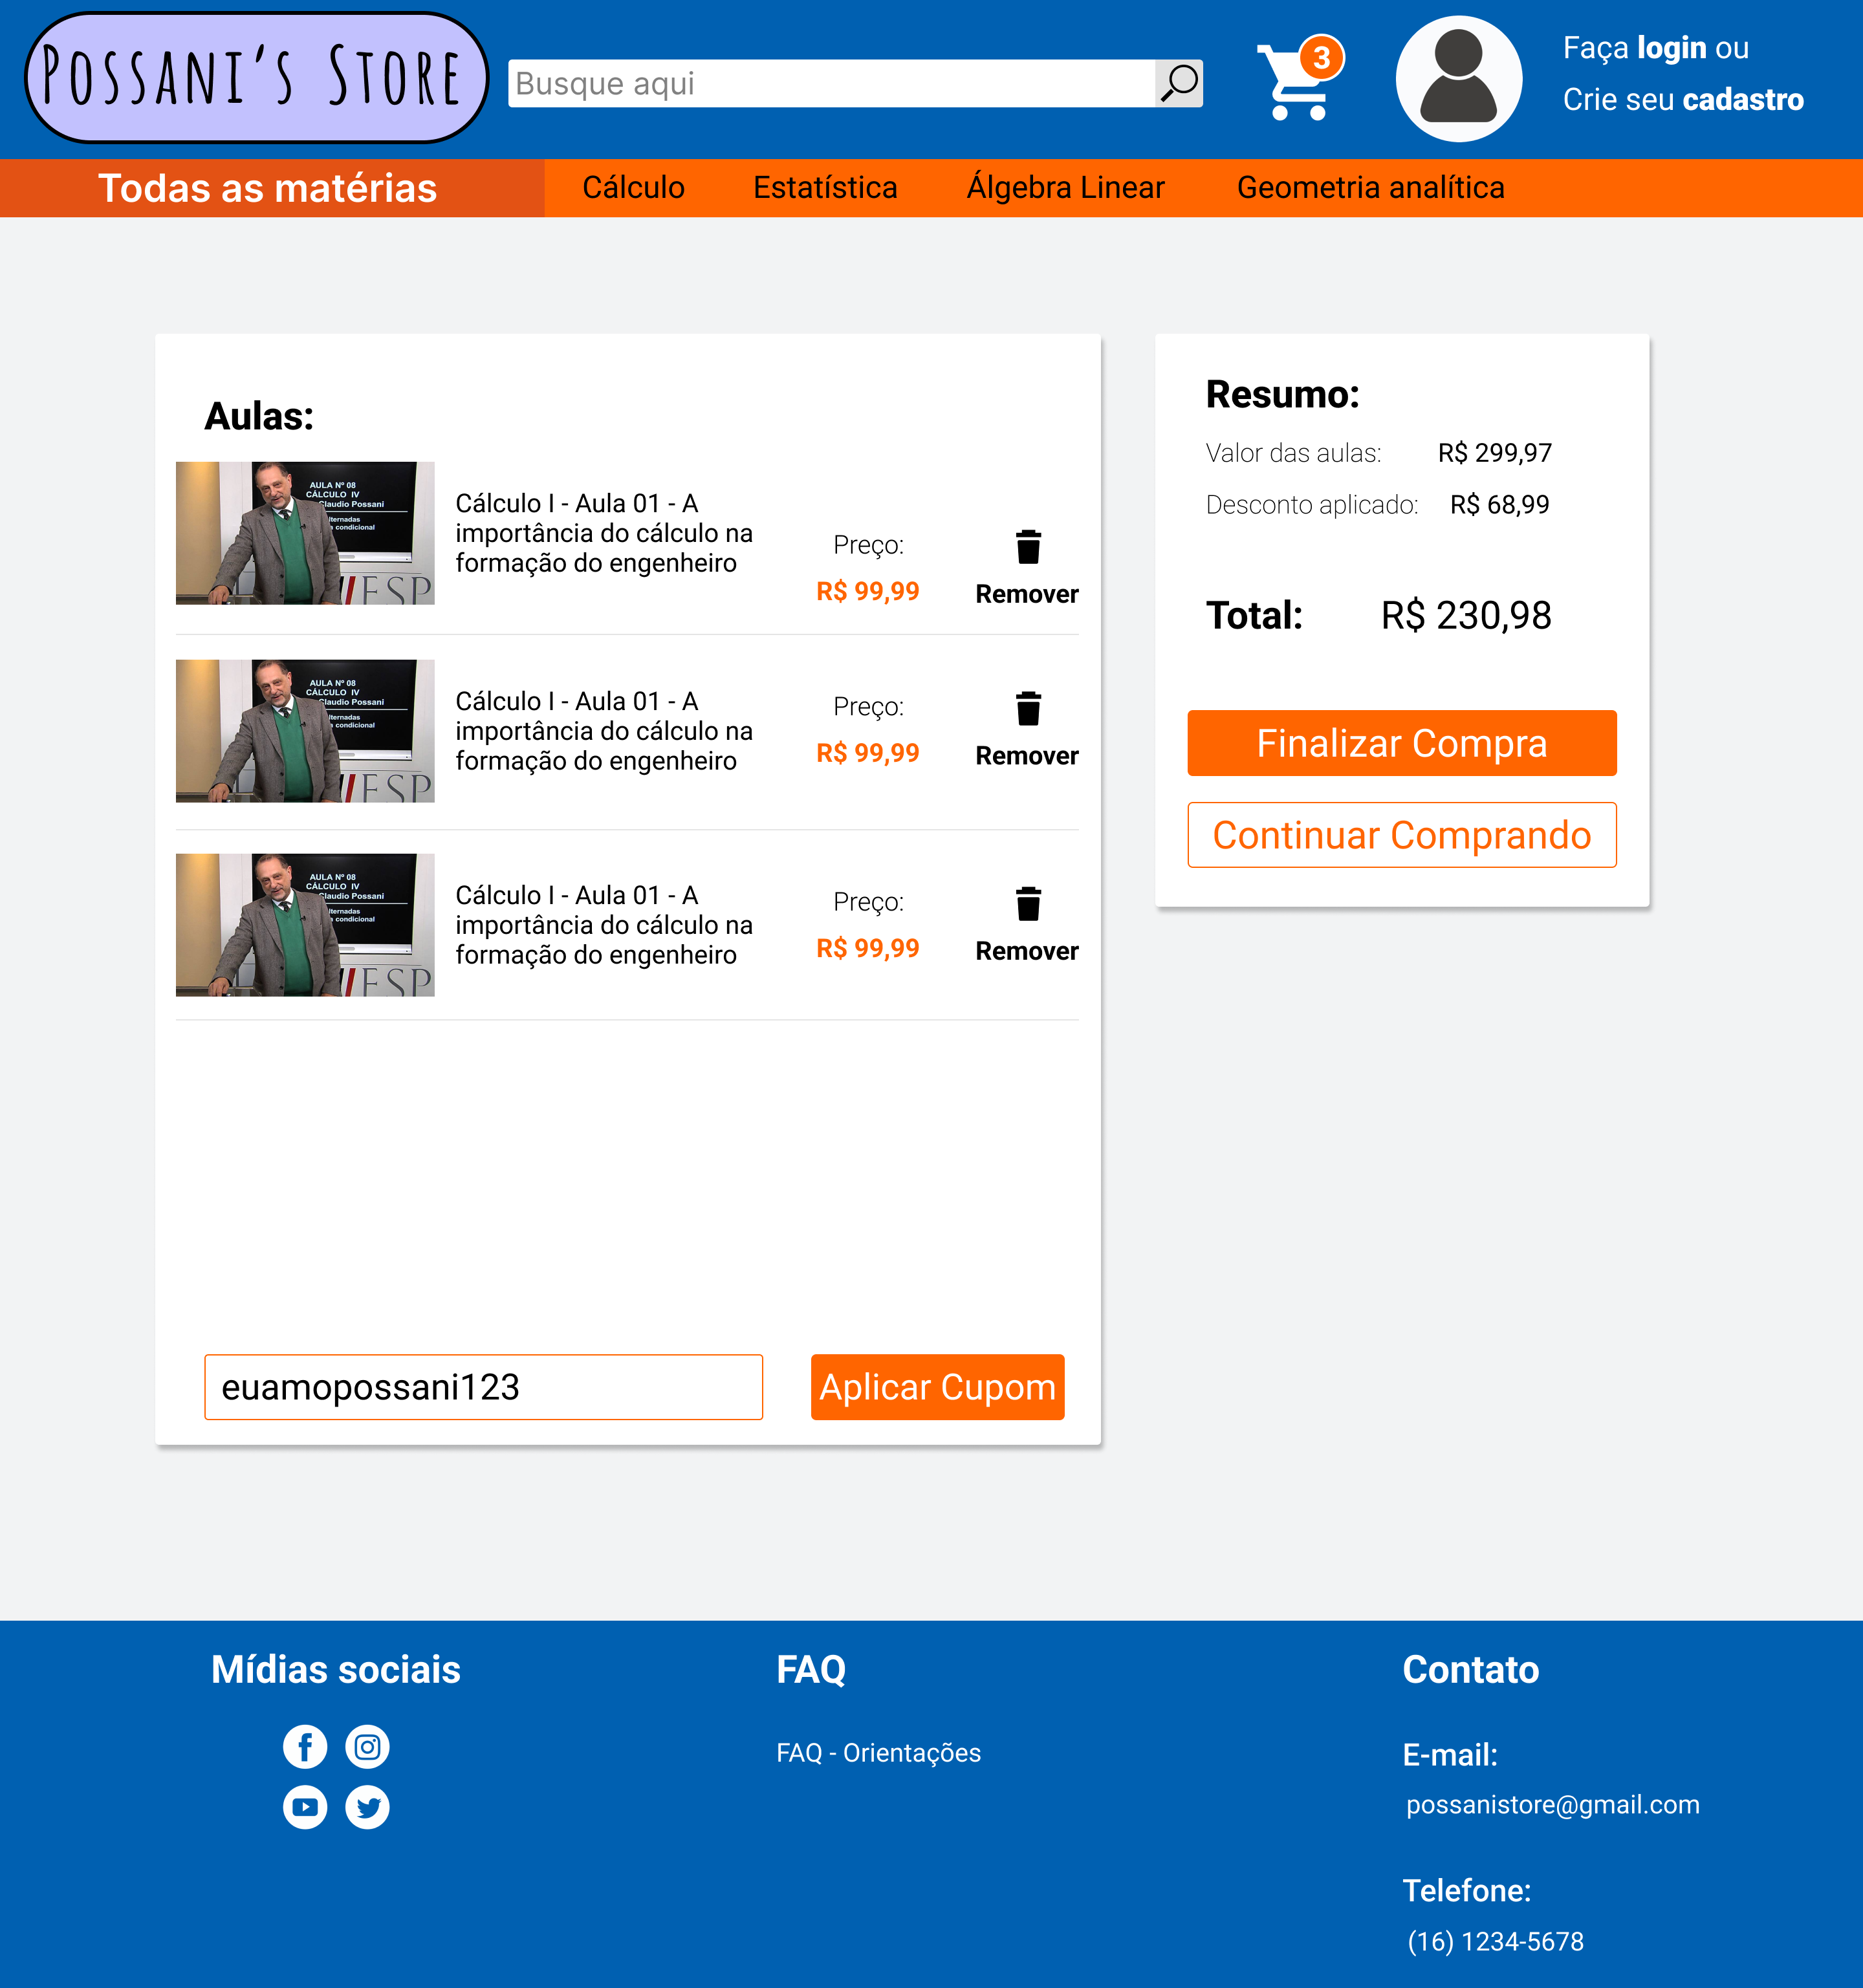 POSSANI'S STORE
Busque aqui
3
Faça login ou
Crie seu cadastro
Todas as matérias
Cálculo
Estatística
Álgebra Linear
Geometria analítica
Aulas:
AULA Nº 08
CÁLCULO IV
Claudio Possani
lternadas
condicional
ESP
Cálculo I - Aula 01 - A
importância do cálculo na
formação do engenheiro
Preço:
R$ 99,99
Remover
AULA Nº 08
CÁLCULO IV
Claudio Possani
lternadas
condicional
ESP
Cálculo I - Aula 01 - A
importância do cálculo na
formação do engenheiro
Preço:
R$ 99,99
Remover
AULA Nº 08
CÁLCULO IV
Claudio Possani
lternadas
condicional
ESP
Cálculo I - Aula 01 - A
importância do cálculo na
formação do engenheiro
Preço:
R$ 99,99
Remover
euamopossani123
Aplicar Cupom
Resumo:
Valor das aulas: R$ 299,97
Desconto aplicado: R$ 68,99
Total: R$ 230,98
Finalizar Compra
Continuar Comprando
Mídias sociais
FAQ
FAQ - Orientações
Contato
E-mail:
possanistore@gmail.com
Telefone:
(16) 1234-5678